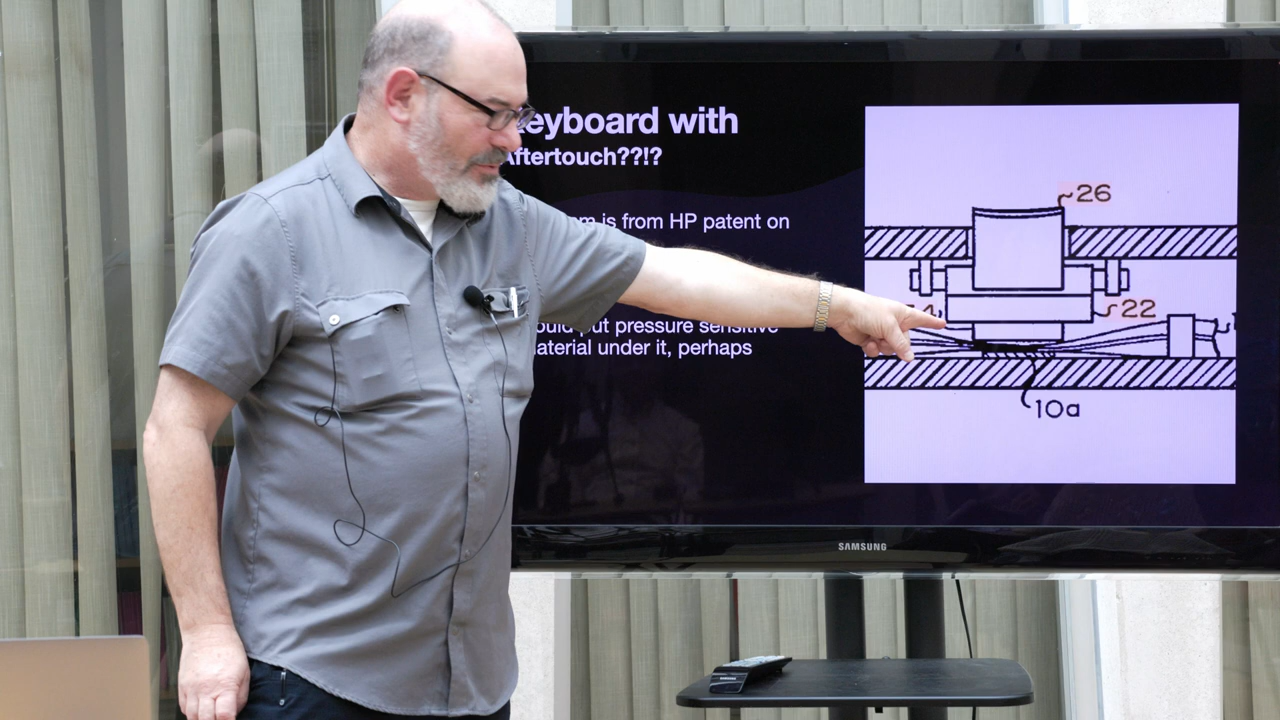 eyboard with
Aftertouch??!?
is from HP patent on
put pressure sensitive
aterial under it, perhaps
26
22
10a
SAMSUNG